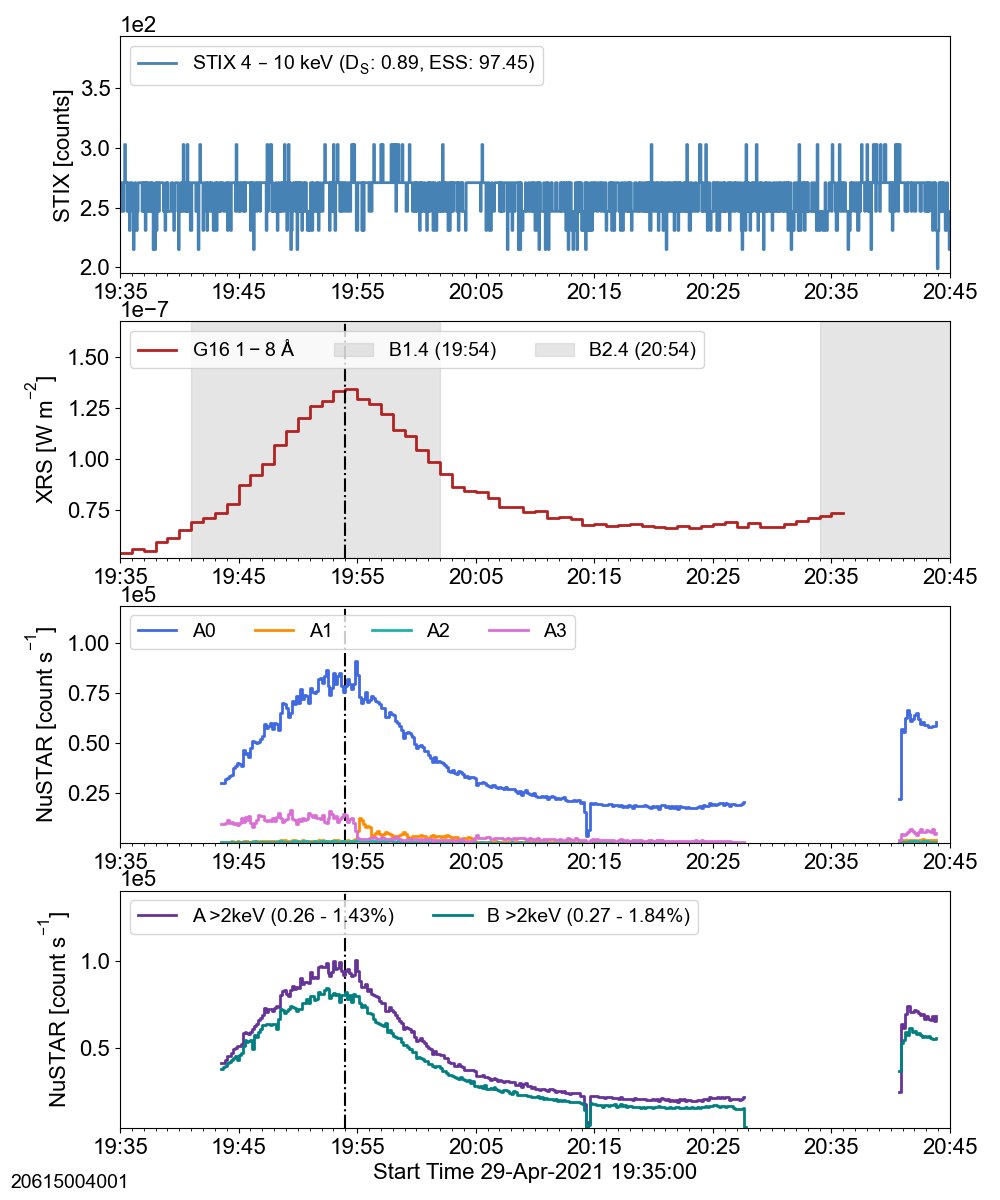 1e2
STIX 4 – 10 keV (DS: 0.89, ESS: 97.45)
STIX [counts]
3.5
3.0
2.5
2.0
19:35 19:45 19:55 20:05 20:15 20:25 20:35 20:45
1e−7
G16 1 – 8 Å B1.4 (19:54) B2.4 (20:54)
XRS [W m−2]
1.50
1.25
1.00
0.75
19:35 19:45 19:55 20:05 20:15 20:25 20:35 20:45
1e5
A0 A1 A2 A3
NuSTAR [count s−1]
1.00
0.75
0.50
0.25
19:35 19:45 19:55 20:05 20:15 20:25 20:35 20:45
1e5
A >2keV (0.26 - 1.43%) B >2keV (0.27 - 1.84%)
NuSTAR [count s−1]
1.0
0.5
19:35 19:45 19:55 20:05 20:15 20:25 20:35 20:45
Start Time 29-Apr-2021 19:35:00
20615004001